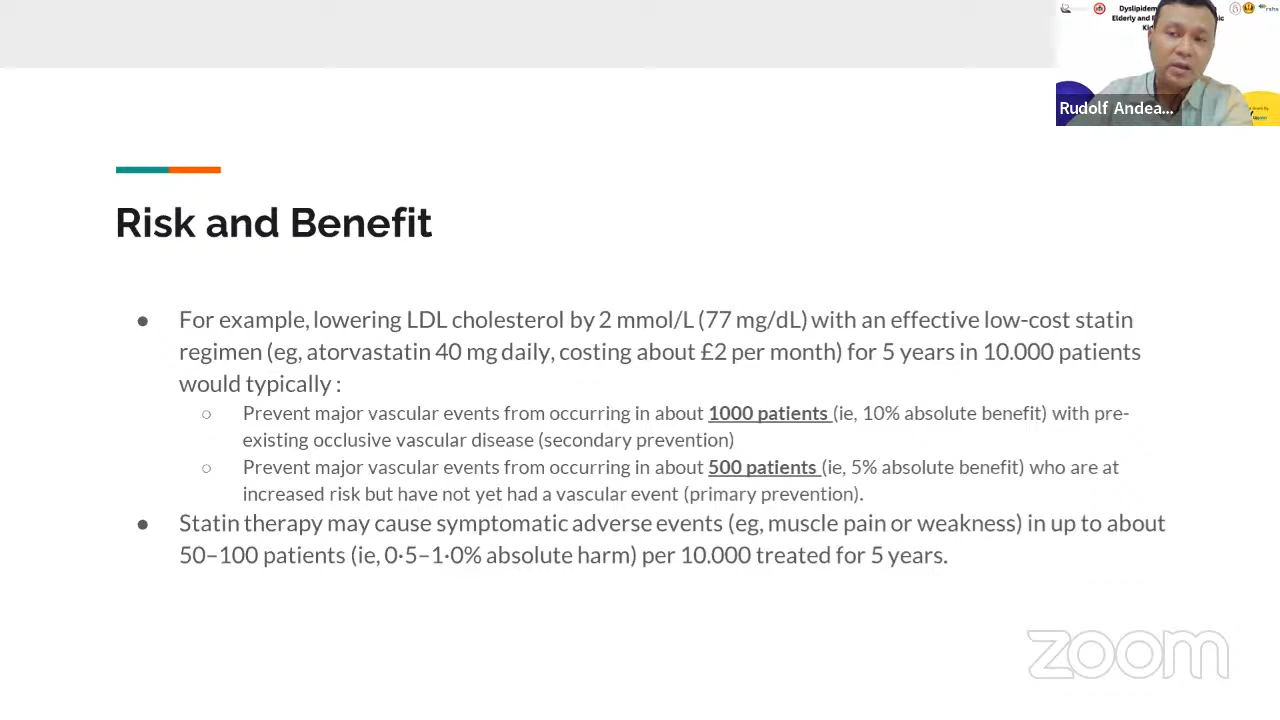 Dyslipidem
Elderly and
Ki
Rudolf Andea...
Risk and Benefit
● For example, lowering LDL cholesterol by 2 mmol/L (77 mg/dL) with an effective low-cost statin
regimen (eg, atorvastatin 40 mg daily, costing about £2 per month) for 5 years in 10.000 patients
would typically :
○ Prevent major vascular events from occurring in about 1000 patients (ie, 10% absolute benefit) with pre-
existing occlusive vascular disease (secondary prevention)
○ Prevent major vascular events from occurring in about 500 patients (ie, 5% absolute benefit) who are at
increased risk but have not yet had a vascular event (primary prevention).
● Statin therapy may cause symptomatic adverse events (eg, muscle pain or weakness) in up to about
50–100 patients (ie, 0·5–1·0% absolute harm) per 10.000 treated for 5 years.
zoom